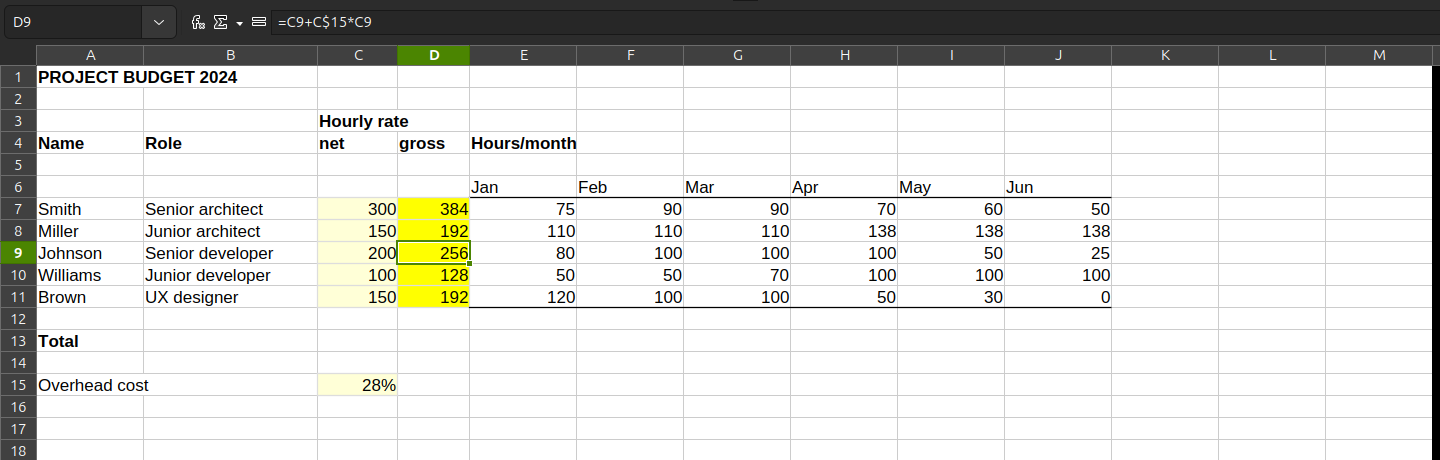 D9 =C9+C$15*C9
A B C D E F G H I J K L M
1 PROJECT BUDGET 2024
2
3 Hourly rate
4 Name Role net gross Hours/month
5
6 Jan Feb Mar Apr May Jun
7 Smith Senior architect 300 384 75 90 90 70 60 50
8 Miller Junior architect 150 192 110 110 110 138 138 138
9 Johnson Senior developer 200 256 80 100 100 100 50 25
10 Williams Junior developer 100 128 50 50 70 100 100 100
11 Brown UX designer 150 192 120 100 100 50 30 0
12
13 Total
14
15 Overhead cost 28%
16
17
18